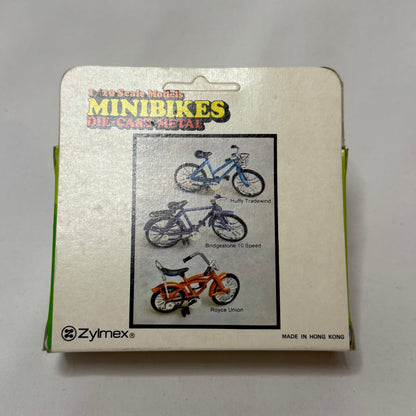 1/20 Scale Models
MINIBIKES
DIE-CAST METAL
Huffy Tradewind
Bridgestone 10 Speed
Royce Union
Zylmex®
MADE IN HONG KONG